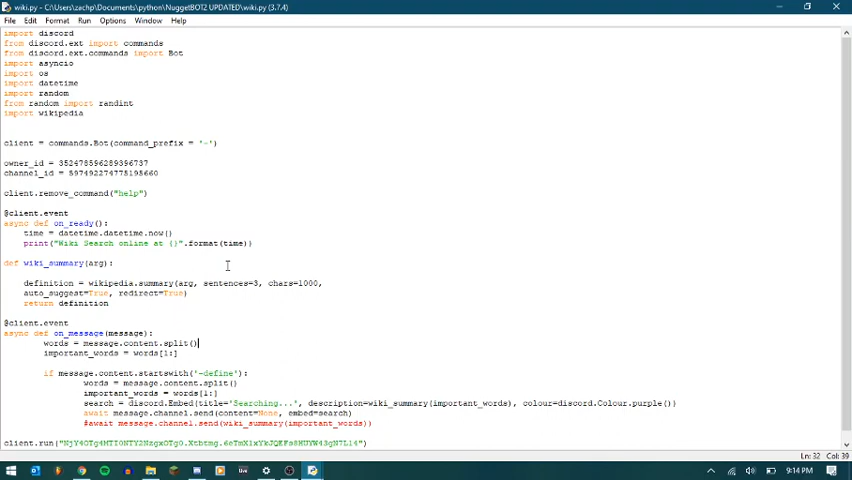 wiki.py - C:\Users\zachp\Documents\python\NuggetBOT2 UPDATED\wiki.py (3.7.4)
File Edit Format Run Options Window Help
import discord
from discord.ext import commands
from discord.ext.commands import Bot
import asyncio
import os
import datetime
import random
from random import randint
import wikipedia
client = commands.Bot(command_prefix = '-')
owner_id = 352478596289396737
channel_id = 597492274778198660
client.remove_command("help")
@client.event
async def on_ready():
time = datetime.datetime.now()
print("Wiki Search online at {}".format(time))
def wiki_summary(arg):
definition = wikipedia.summary(arg, sentences=3, chars=1000,
auto_suggest=True, redirect=True)
return definition
@client.event
async def on_message(message):
words = message.content.split()
important_words = words[1:]
if message.content.startswith('-define'):
words = message.content.split()
important_words = words[1:]
search = discord.Embed(title='Searching...', description=wiki_summary(important_words), colour=discord.Colour.purple())
await message.channel.send(content=None, embed=search)
#await message.channel.send(wiki_summary(important_words))
client.run(
9:14 PM
Ln: 32 Col: 39